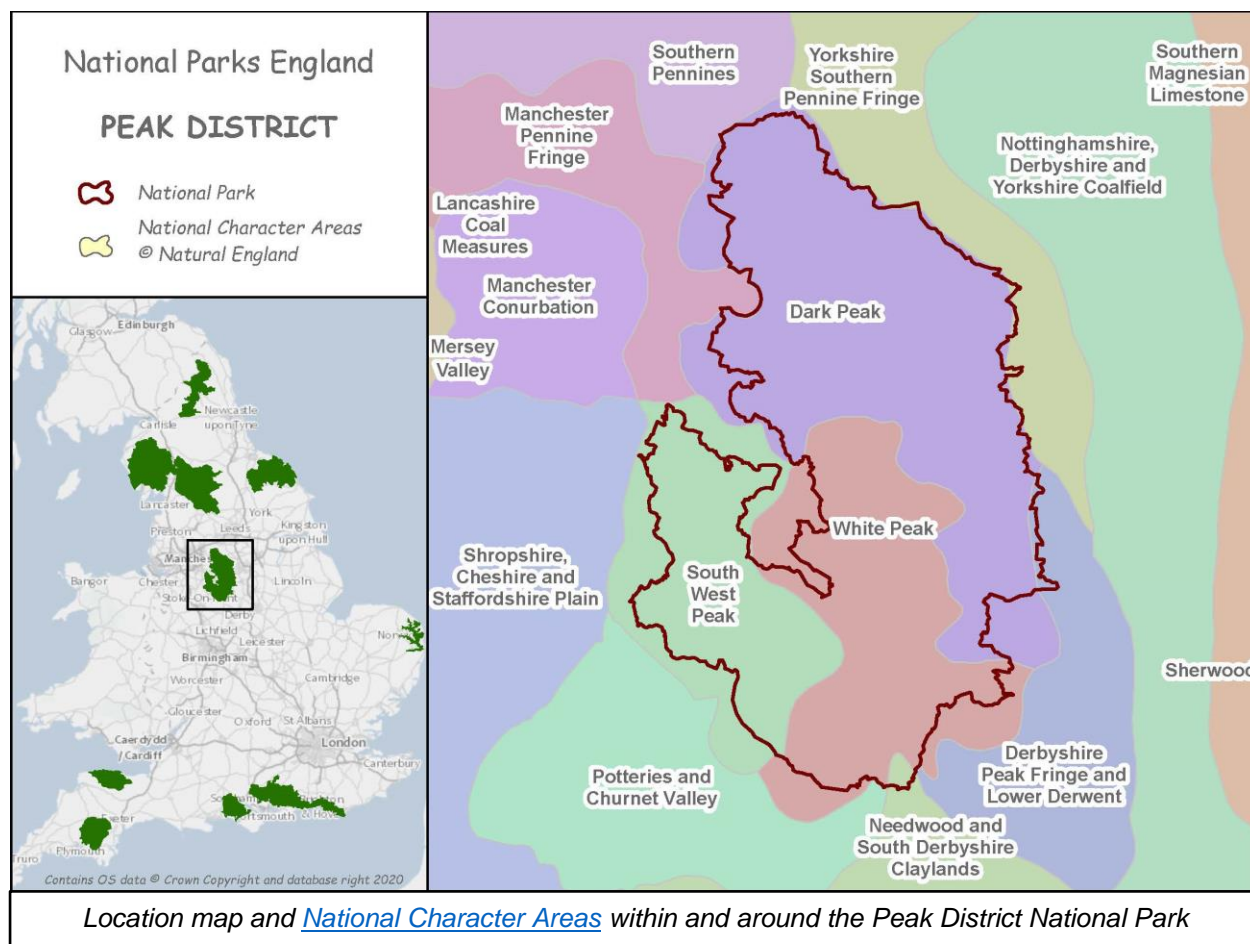 National Parks England
PEAK DISTRICT
National Park
National Character Areas
© Natural England
Edinburgh
Glasgow
Newcastle
upon Tyne
Carlisle
Lancaster
York
Preston
Leeds
Kingston
upon Hull
Bangor
Chester
Lincoln
Derby
Lichfield
Leicester
Birmingham
Worcester
Cambridge
Gloucester
Oxford
St Albans
London
Caerdydd
/Cardiff
Canterbury
Exeter
Plymouth
Truro
Contains OS data © Crown Copyright and database right 2020
Southern
Pennines
Yorkshire
Southern
Pennine Fringe
Southern
Magnesian
Limestone
Manchester
Pennine
Fringe
Nottinghamshire,
Derbyshire and
Yorkshire Coalfield
Lancashire
Coal
Measures
Manchester
Conurbation
Dark Peak
Mersey
Valley
White Peak
Shropshire,
Cheshire and
Staffordshire Plain
South
West
Peak
Sherwood
Derbyshire
Peak Fringe and
Lower Derwent
Potteries and
Churnet Valley
Needwood and
South Derbyshire
Claylands
Location map and National Character Areas within and around the Peak District National Park